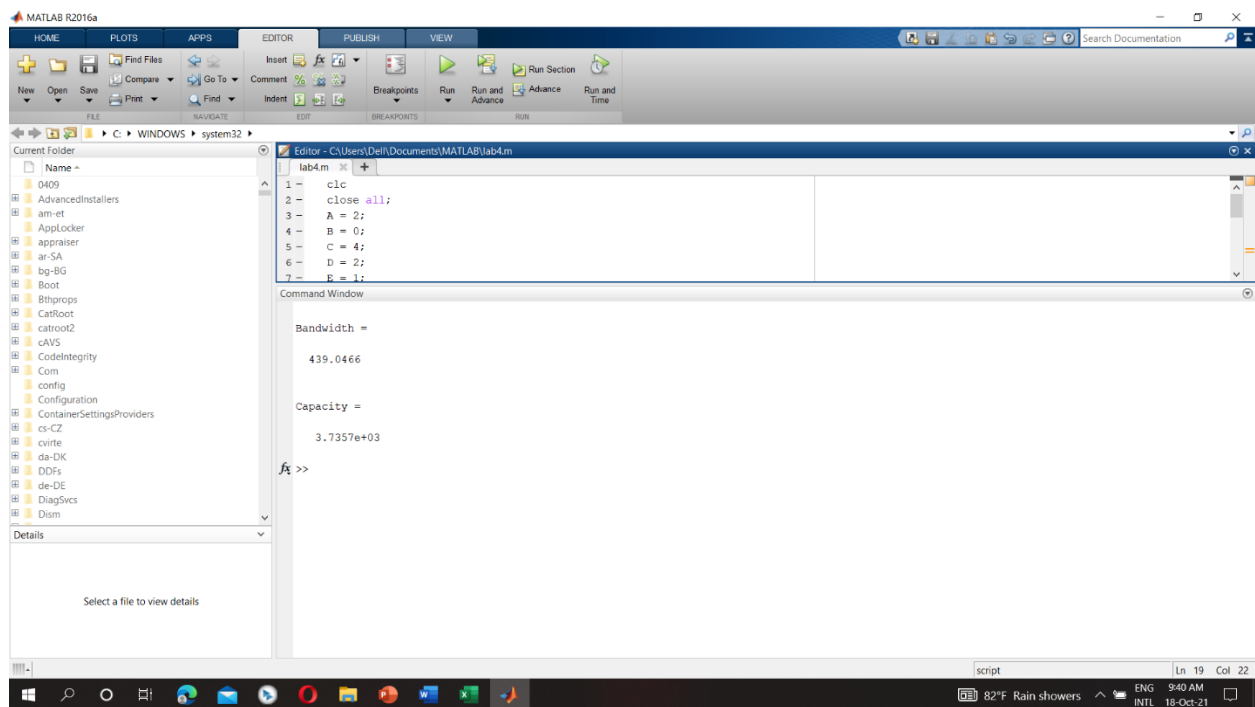 MATLAB R2016a
HOME PLOTS APPS EDITOR PUBLISH VIEW Search Documentation
New Open Save Find Files Compare Print Go To Find Insert fx Comment % Indent Breakpoints Run Run and Advance Run Section Advance Run and Time
FILE NAVIGATE EDIT BREAKPOINTS RUN
C: WINDOWS system32
Current Folder
Name
0409
AdvancedInstallers
am-et
AppLocker
appraiser
ar-SA
bg-BG
Boot
Bthprops
CatRoot
catroot2
cAVS
CodeIntegrity
Com
config
Configuration
ContainerSettingsProviders
cs-CZ
cvirte
da-DK
DDFs
de-DE
DiagSvcs
Dism
Details
Select a file to view details
Editor - C:\Users\Dell\Documents\MATLAB\lab4.m
lab4.m +
1 - clc
2 - close all;
3 - A = 2;
4 - B = 0;
5 - C = 4;
6 - D = 2;
7 - E = 1;
Command Window
Bandwidth =
439.0466
Capacity =
3.7357e+03
fx >>
script Ln 19 Col 22
82°F Rain showers ENG INTL 9:40 AM 18-Oct-21